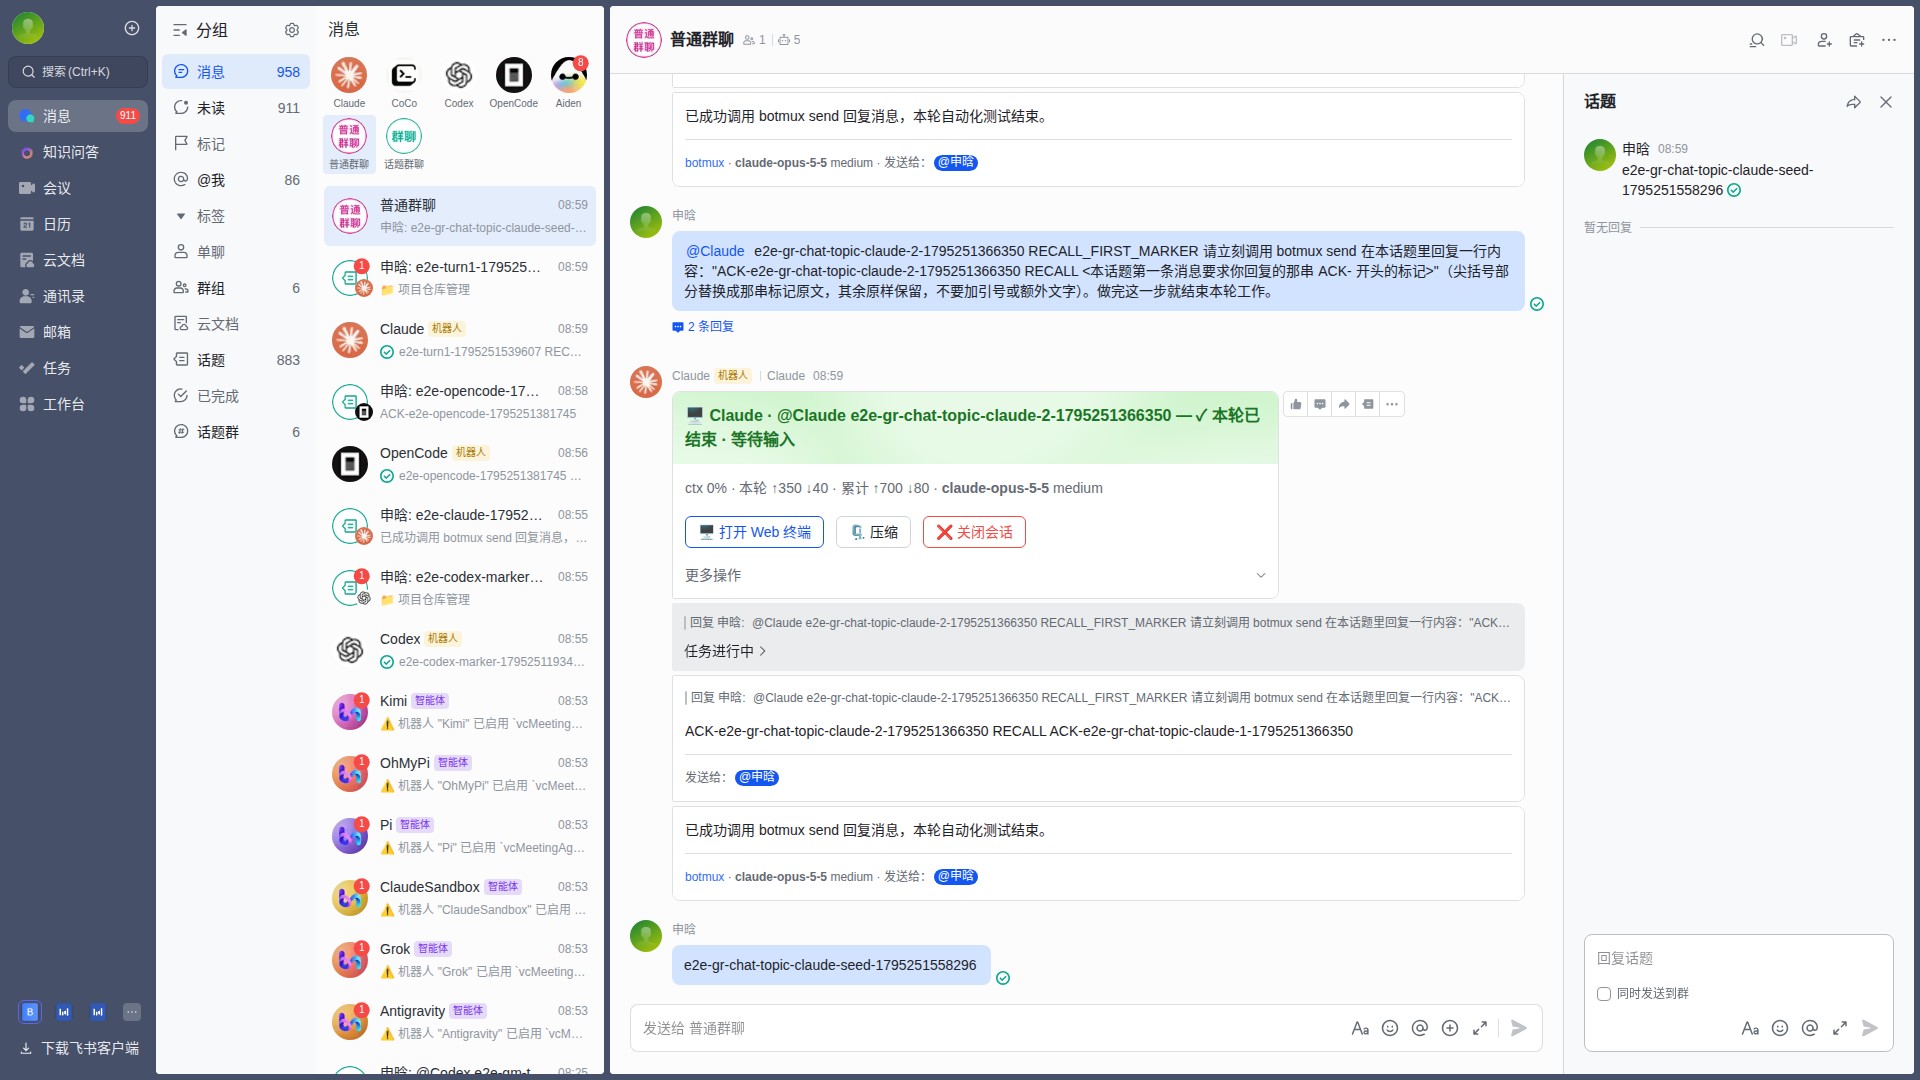 搜索 (Ctrl+K)
消息
911
知识问答
会议
日历
云文档
通讯录
邮箱
任务
工作台
B
下载飞书客户端
分组
消息
958
未读
911
标记
@我
86
标签
单聊
群组
6
云文档
话题
883
已完成
话题群
6
消息
8
Claude
CoCo
Codex
OpenCode
Aiden
普通群聊
群聊
普通群聊
话题群聊
普通群聊
普通群聊
08:59
申晗: e2e-gr-chat-topic-claude-seed-...
1
申晗: e2e-turn1-179525...
08:59
📁 项目仓库管理
Claude 机器人
08:59
e2e-turn1-1795251539607 REC...
申晗: e2e-opencode-17...
08:58
ACK-e2e-opencode-1795251381745
OpenCode 机器人
08:56
e2e-opencode-1795251381745 ...
申晗: e2e-claude-17952...
08:55
已成功调用 botmux send 回复消息，...
1
申晗: e2e-codex-marker...
08:55
📁 项目仓库管理
Codex 机器人
08:55
e2e-codex-marker-17952511934...
1
Kimi 智能体
08:53
⚠️ 机器人 "Kimi" 已启用 `vcMeeting...
1
OhMyPi 智能体
08:53
⚠️ 机器人 "OhMyPi" 已启用 `vcMeet...
1
Pi 智能体
08:53
⚠️ 机器人 "Pi" 已启用 `vcMeetingAg...
1
ClaudeSandbox 智能体
08:53
⚠️ 机器人 "ClaudeSandbox" 已启用 ...
1
Grok 智能体
08:53
⚠️ 机器人 "Grok" 已启用 `vcMeeting...
1
Antigravity 智能体
08:53
⚠️ 机器人 "Antigravity" 已启用 `vcM...
申晗: @Codex e2e-gm-t...
08:25
普通群聊
普通群聊
1
5
已成功用 botmux send 回复消息，本轮自动化测试结束。
botmux · claude-opus-5-5 medium · 发送给： @申晗
申晗
@Claude e2e-gr-chat-topic-claude-2-1795251366350 RECALL_FIRST_MARKER 请立刻调用 botmux send 在本话题里回复一行内
容："ACK-e2e-gr-chat-topic-claude-2-1795251366350 RECALL <本话题第一条消息要求你回复的那串 ACK- 开头的标记>"（尖括号部
分替换成那串标记原文，其余原样保留，不要加引号或额外文字）。做完这一步就结束本轮工作。
2 条回复
Claude 机器人 | Claude 08:59
🖥️ Claude · @Claude e2e-gr-chat-topic-claude-2-1795251366350 — ✓ 本轮已
结束 · 等待输入
ctx 0% · 本轮 ↑350 ↓40 · 累计 ↑700 ↓80 · claude-opus-5-5 medium
🖥️ 打开 Web 终端
🗜️ 压缩
❌ 关闭会话
更多操作
回复 申晗：@Claude e2e-gr-chat-topic-claude-2-1795251366350 RECALL_FIRST_MARKER 请立刻调用 botmux send 在本话题里回复一行内容："ACK...
任务进行中
回复 申晗：@Claude e2e-gr-chat-topic-claude-2-1795251366350 RECALL_FIRST_MARKER 请立刻调用 botmux send 在本话题里回复一行内容："ACK...
ACK-e2e-gr-chat-topic-claude-2-1795251366350 RECALL ACK-e2e-gr-chat-topic-claude-1-1795251366350
发送给： @申晗
已成功调用 botmux send 回复消息，本轮自动化测试结束。
botmux · claude-opus-5-5 medium · 发送给： @申晗
申晗
e2e-gr-chat-topic-claude-seed-1795251558296
发送给 普通群聊
话题
申晗 08:59
e2e-gr-chat-topic-claude-seed-
1795251558296
暂无回复
回复话题
同时发送到群